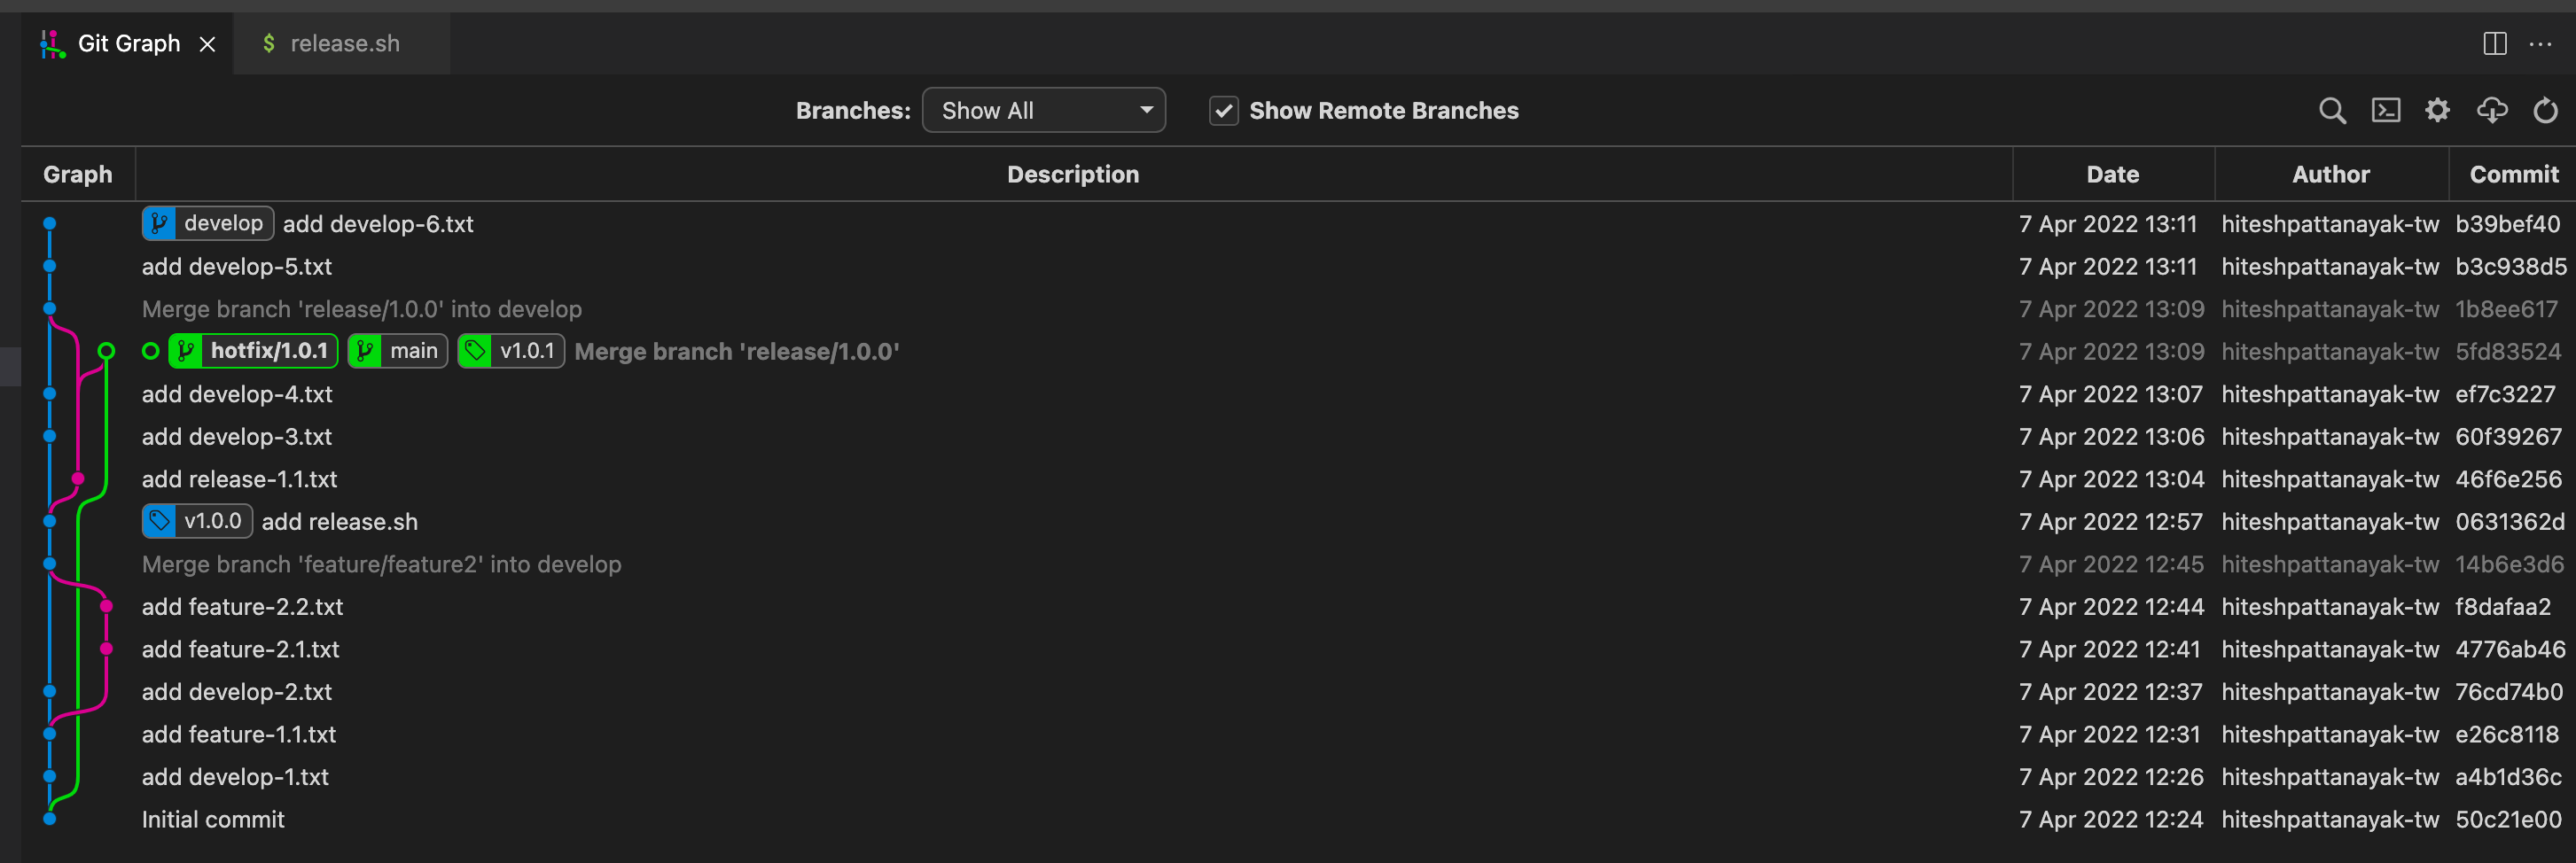 Git Graph $ release.sh
Branches: Show All Show Remote Branches
Graph Description Date Author Commit
develop add develop-6.txt 7 Apr 2022 13:11 hiteshpattanayak-tw b39bef40
add develop-5.txt 7 Apr 2022 13:11 hiteshpattanayak-tw b3c938d5
Merge branch 'release/1.0.0' into develop 7 Apr 2022 13:09 hiteshpattanayak-tw 1b8ee617
hotfix/1.0.1 main v1.0.1 Merge branch 'release/1.0.0' 7 Apr 2022 13:09 hiteshpattanayak-tw 5fd83524
add develop-4.txt 7 Apr 2022 13:07 hiteshpattanayak-tw ef7c3227
add develop-3.txt 7 Apr 2022 13:06 hiteshpattanayak-tw 60f39267
add release-1.1.txt 7 Apr 2022 13:04 hiteshpattanayak-tw 46f6e256
v1.0.0 add release.sh 7 Apr 2022 12:57 hiteshpattanayak-tw 0631362d
Merge branch 'feature/feature2' into develop 7 Apr 2022 12:45 hiteshpattanayak-tw 14b6e3d6
add feature-2.2.txt 7 Apr 2022 12:44 hiteshpattanayak-tw f8dafaa2
add feature-2.1.txt 7 Apr 2022 12:41 hiteshpattanayak-tw 4776ab46
add develop-2.txt 7 Apr 2022 12:37 hiteshpattanayak-tw 76cd74b0
add feature-1.1.txt 7 Apr 2022 12:31 hiteshpattanayak-tw e26c8118
add develop-1.txt 7 Apr 2022 12:26 hiteshpattanayak-tw a4b1d36c
Initial commit 7 Apr 2022 12:24 hiteshpattanayak-tw 50c21e00